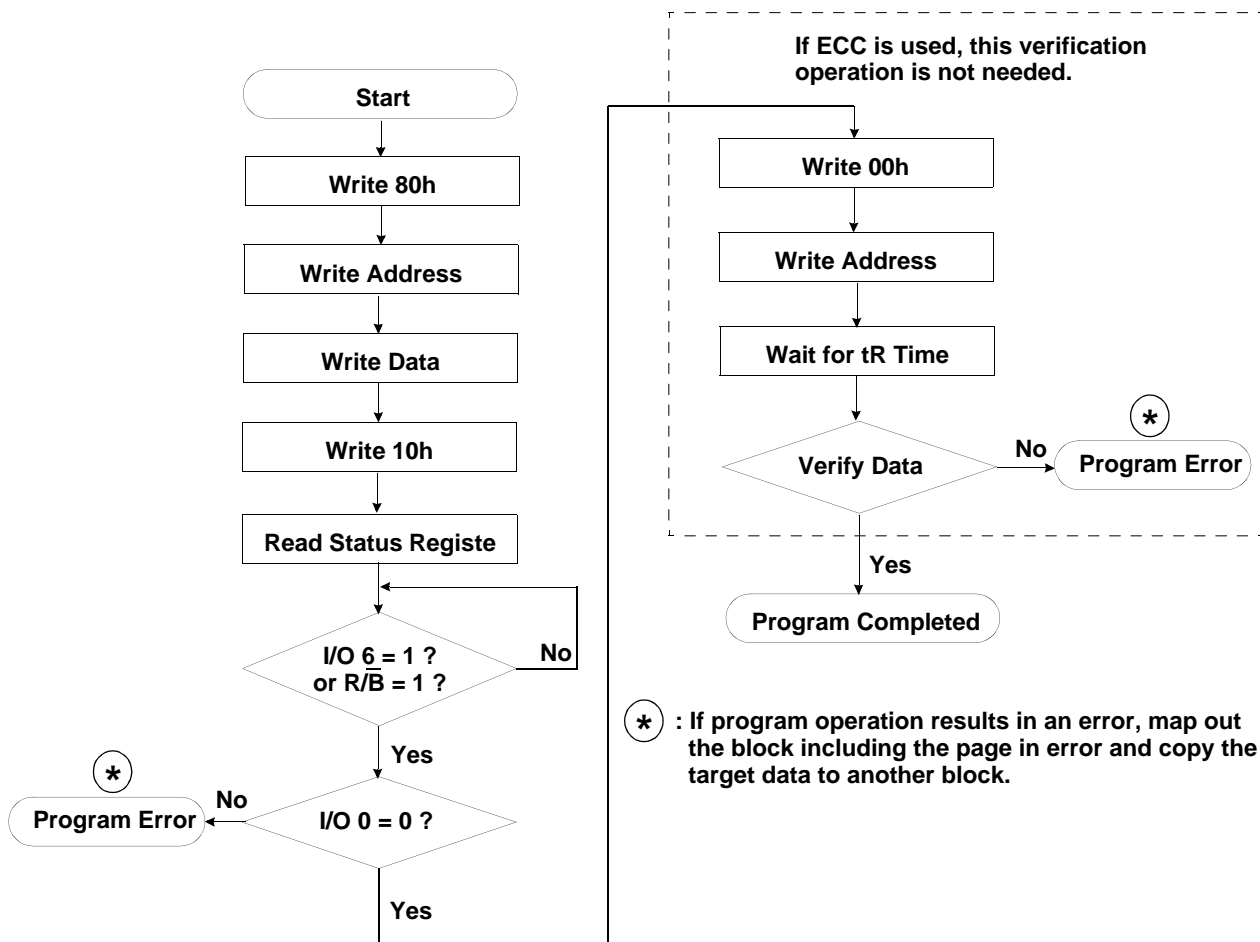 Start
Write 80h
Write Address
Write Data
Write 10h
Read Status Registe
I/O 6 = 1 ?
or R/B̅ = 1 ?
No
Yes
*
No
Program Error
I/O 0 = 0 ?
Yes
If ECC is used, this verification
operation is not needed.
Write 00h
Write Address
Wait for tR Time
*
Verify Data
No
Program Error
Yes
Program Completed
* : If program operation results in an error, map out
the block including the page in error and copy the
target data to another block.